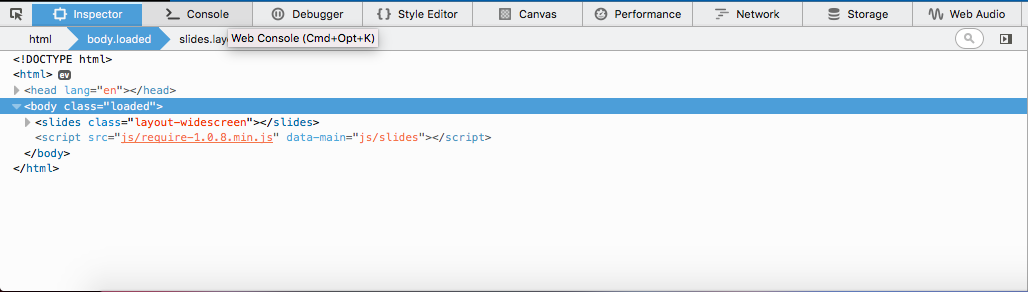 Inspector Console Debugger Style Editor Canvas Performance Network Storage Web Audio
html body.loaded slides.lay
Web Console (Cmd+Opt+K)
<!DOCTYPE html>
<html> ev
<head lang="en"></head>
<body class="loaded">
<slides class="layout-widescreen"></slides>
<script src="js/require-1.0.8.min.js" data-main="js/slides"></script>
</body>
</html>